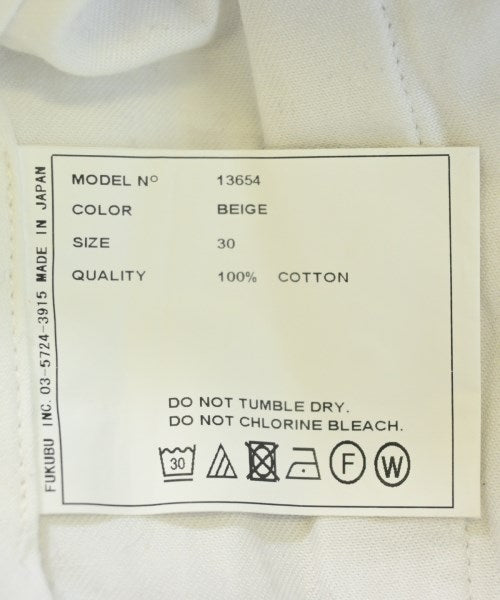 MODEL Nº 13654
COLOR BEIGE
SIZE 30
QUALITY 100% COTTON
DO NOT TUMBLE DRY.
DO NOT CHLORINE BLEACH.
30 F W
FUKUBU INC. 03-5724-3915 MADE IN JAPAN